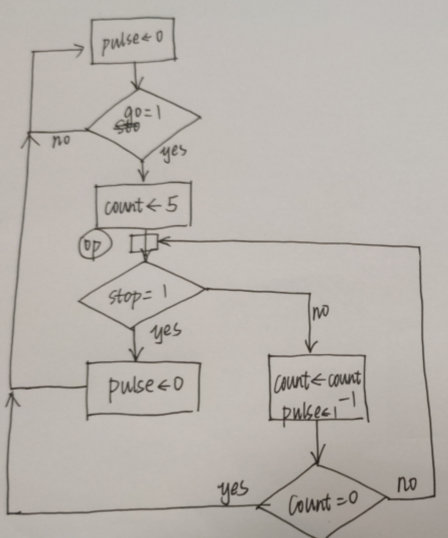 pulse←0
go=1
no
yes
count←5
op
stop=1
no
yes
pulse←0
count←count
-1
pulse←1
yes
Count=0
no